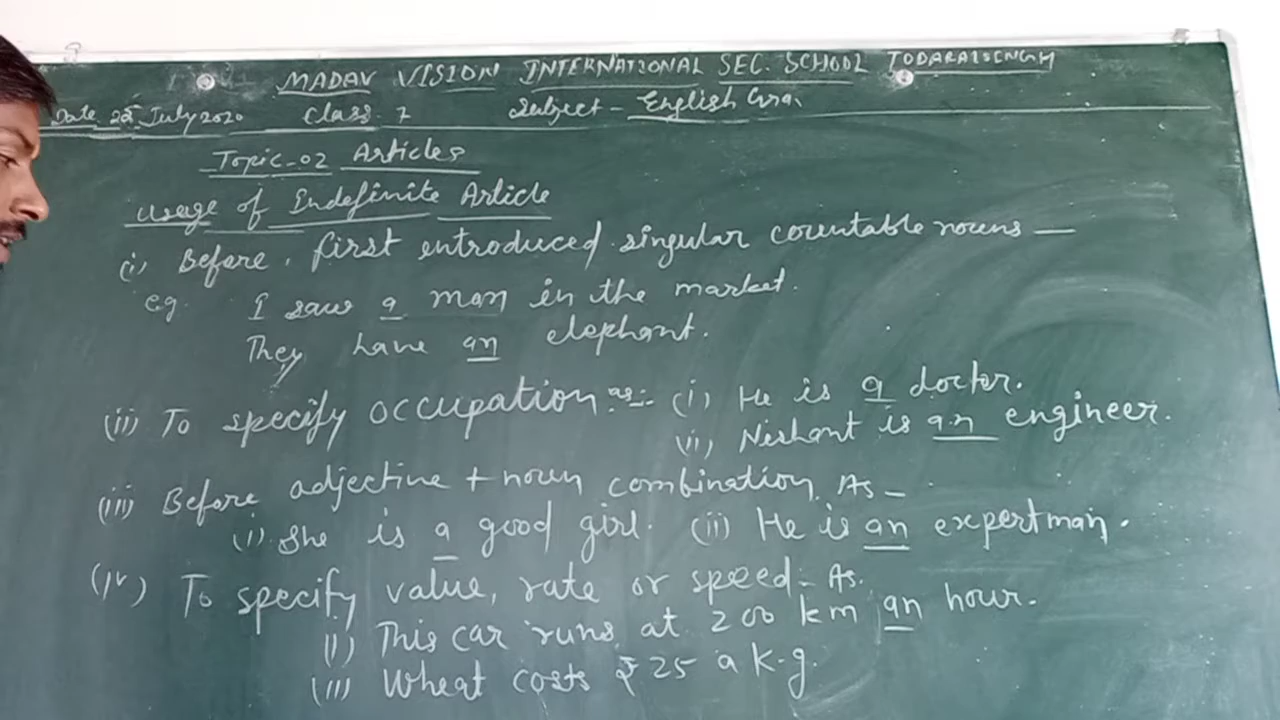 MADAV VISION INTERNATIONAL SEC. SCHOOL TODARAISINGH
Date 25 July 2020 Class 7 Subject - English Gra.
Topic-02 Articles
Usage of Indefinite Article
(i) Before, first introduced singular countable nouns —
eg. I saw a man in the market.
They have an elephant.
(ii) To specify occupation as:- (i) He is a doctor.
(ii) Nishant is an engineer.
(iii) Before adjective + noun combination. As -
(i). She is a good girl. (ii) He is an expert man.
(iv) To specify value, rate or speed - As.
(i) This car runs at 200 km an hour.
(ii) Wheat costs ₹ 25 a k.g.